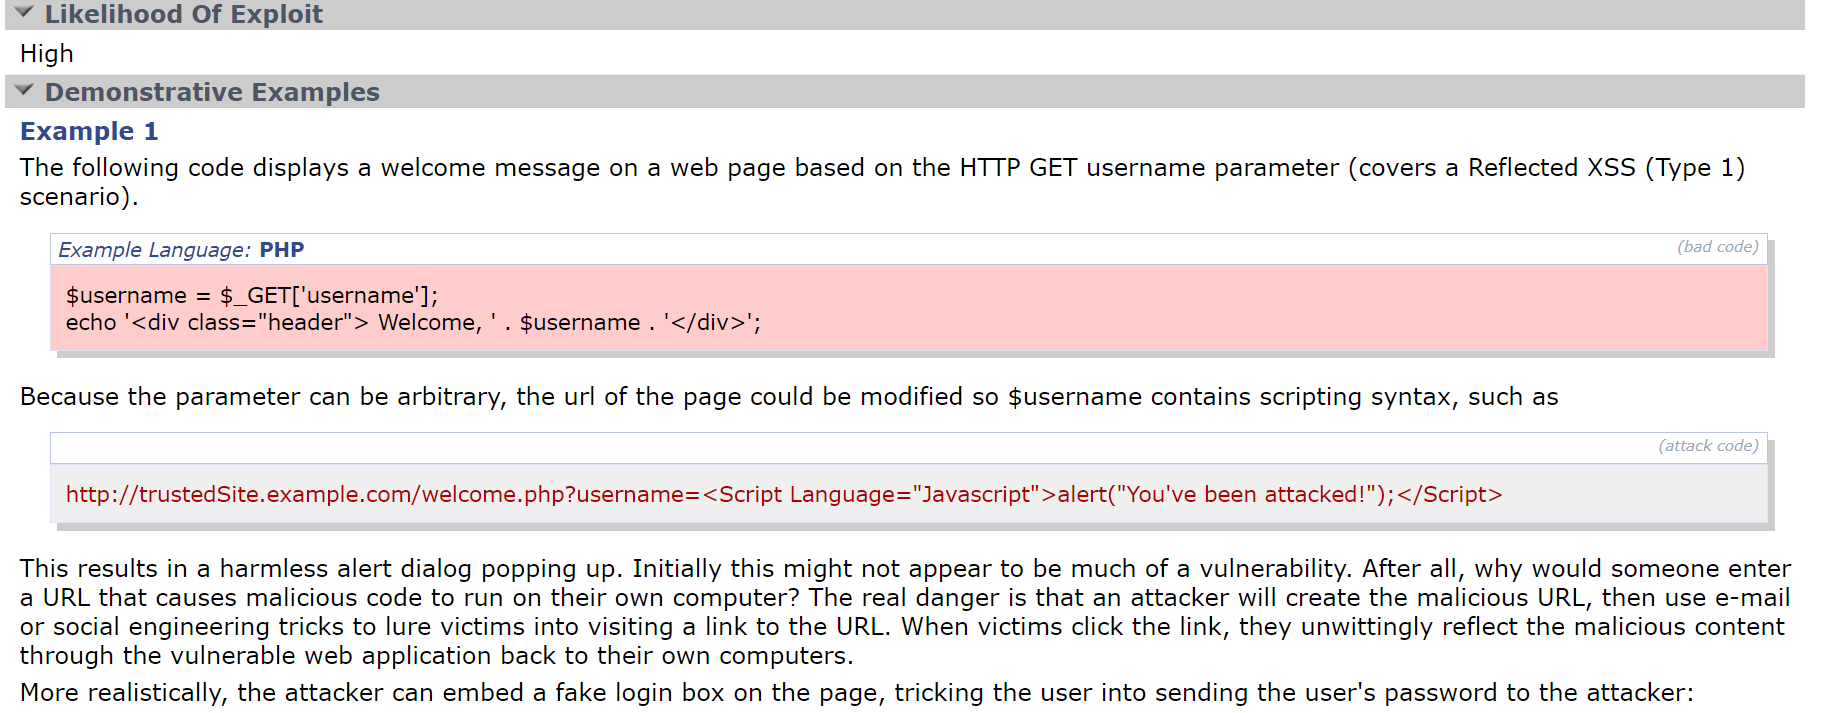 Likelihood Of Exploit
High
Demonstrative Examples
Example 1
The following code displays a welcome message on a web page based on the HTTP GET username parameter (covers a Reflected XSS (Type 1)
scenario).
Example Language: PHP (bad code)
$username = $_GET['username'];
echo '<div class="header"> Welcome, ' . $username . '</div>';
Because the parameter can be arbitrary, the url of the page could be modified so $username contains scripting syntax, such as
(attack code)
http://trustedSite.example.com/welcome.php?username=<Script Language="Javascript">alert("You've been attacked!");</Script>
This results in a harmless alert dialog popping up. Initially this might not appear to be much of a vulnerability. After all, why would someone enter
a URL that causes malicious code to run on their own computer? The real danger is that an attacker will create the malicious URL, then use e-mail
or social engineering tricks to lure victims into visiting a link to the URL. When victims click the link, they unwittingly reflect the malicious content
through the vulnerable web application back to their own computers.
More realistically, the attacker can embed a fake login box on the page, tricking the user into sending the user's password to the attacker: